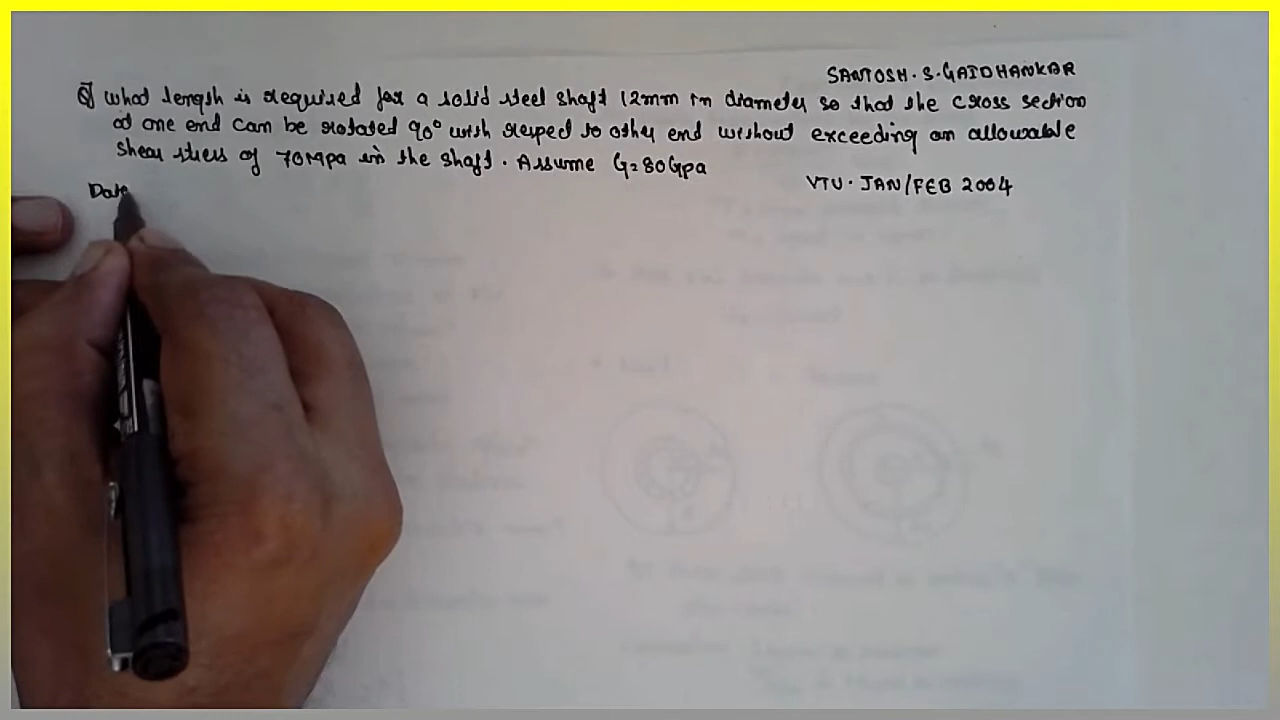 SANTOSH.S.GAIDHANKAR
Q] What length is required for a solid steel shaft 12mm in diameter so that the cross section
at one end can be rotated 90° with respect to other end without exceeding an allowable
shear stress of 70Mpa in the shaft. Assume G=80Gpa
VTU. JAN/FEB 2004
Date